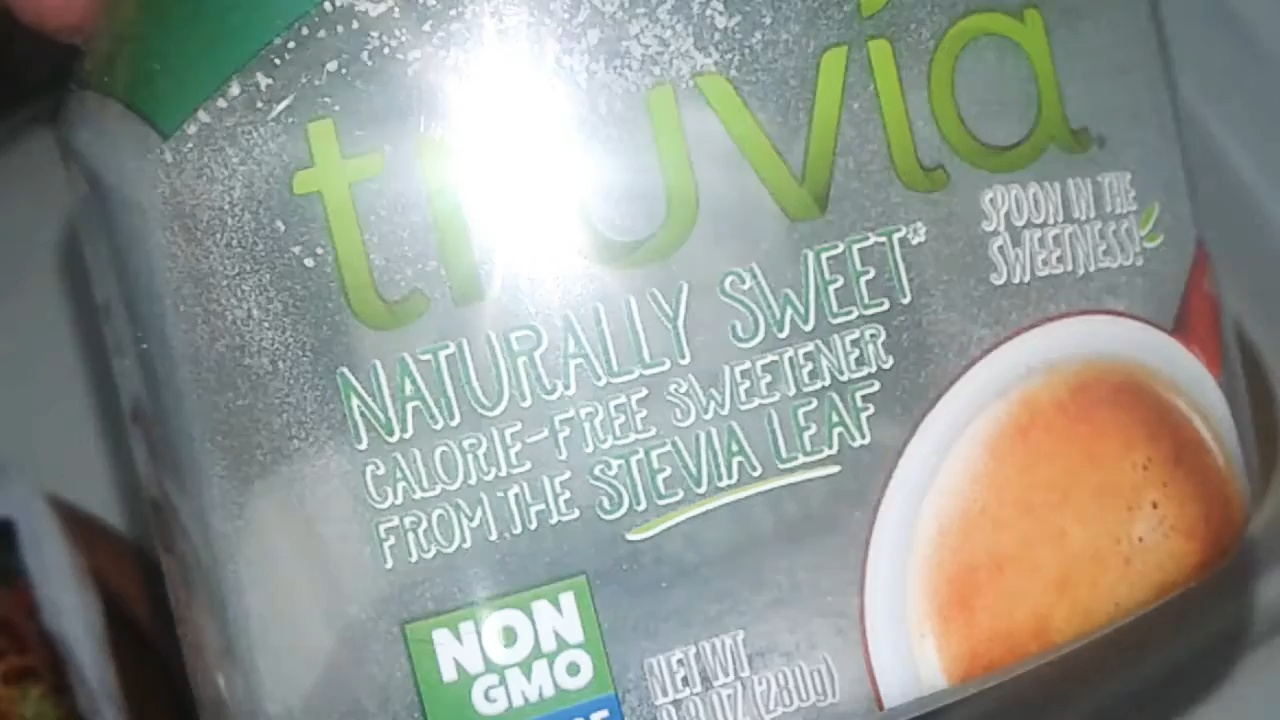 truvia
SPOON IN THE
SWEETNESS!
NATURALLY SWEET*
CALORIE-FREE SWEETENER
FROM THE STEVIA LEAF
NON
GMO
NET WT
OZ (280g)